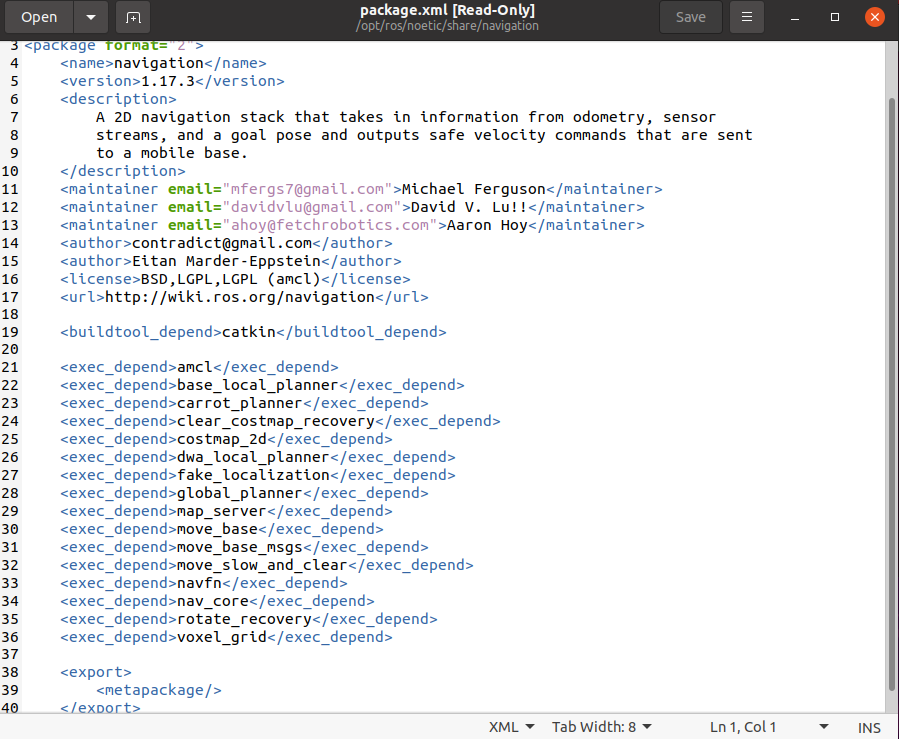 Open
package.xml [Read-Only]
/opt/ros/noetic/share/navigation
Save
3 <package format="2">
4 <name>navigation</name>
5 <version>1.17.3</version>
6 <description>
7 A 2D navigation stack that takes in information from odometry, sensor
8 streams, and a goal pose and outputs safe velocity commands that are sent
9 to a mobile base.
10 </description>
11 <maintainer email="mfergs7@gmail.com">Michael Ferguson</maintainer>
12 <maintainer email="davidvlu@gmail.com">David V. Lu!!</maintainer>
13 <maintainer email="ahoy@fetchrobotics.com">Aaron Hoy</maintainer>
14 <author>contradict@gmail.com</author>
15 <author>Eitan Marder-Eppstein</author>
16 <license>BSD,LGPL,LGPL (amcl)</license>
17 <url>http://wiki.ros.org/navigation</url>
18
19 <buildtool_depend>catkin</buildtool_depend>
20
21 <exec_depend>amcl</exec_depend>
22 <exec_depend>base_local_planner</exec_depend>
23 <exec_depend>carrot_planner</exec_depend>
24 <exec_depend>clear_costmap_recovery</exec_depend>
25 <exec_depend>costmap_2d</exec_depend>
26 <exec_depend>dwa_local_planner</exec_depend>
27 <exec_depend>fake_localization</exec_depend>
28 <exec_depend>global_planner</exec_depend>
29 <exec_depend>map_server</exec_depend>
30 <exec_depend>move_base</exec_depend>
31 <exec_depend>move_base_msgs</exec_depend>
32 <exec_depend>move_slow_and_clear</exec_depend>
33 <exec_depend>navfn</exec_depend>
34 <exec_depend>nav_core</exec_depend>
35 <exec_depend>rotate_recovery</exec_depend>
36 <exec_depend>voxel_grid</exec_depend>
37
38 <export>
39 <metapackage/>
40 </export>
XML Tab Width: 8 Ln 1, Col 1 INS